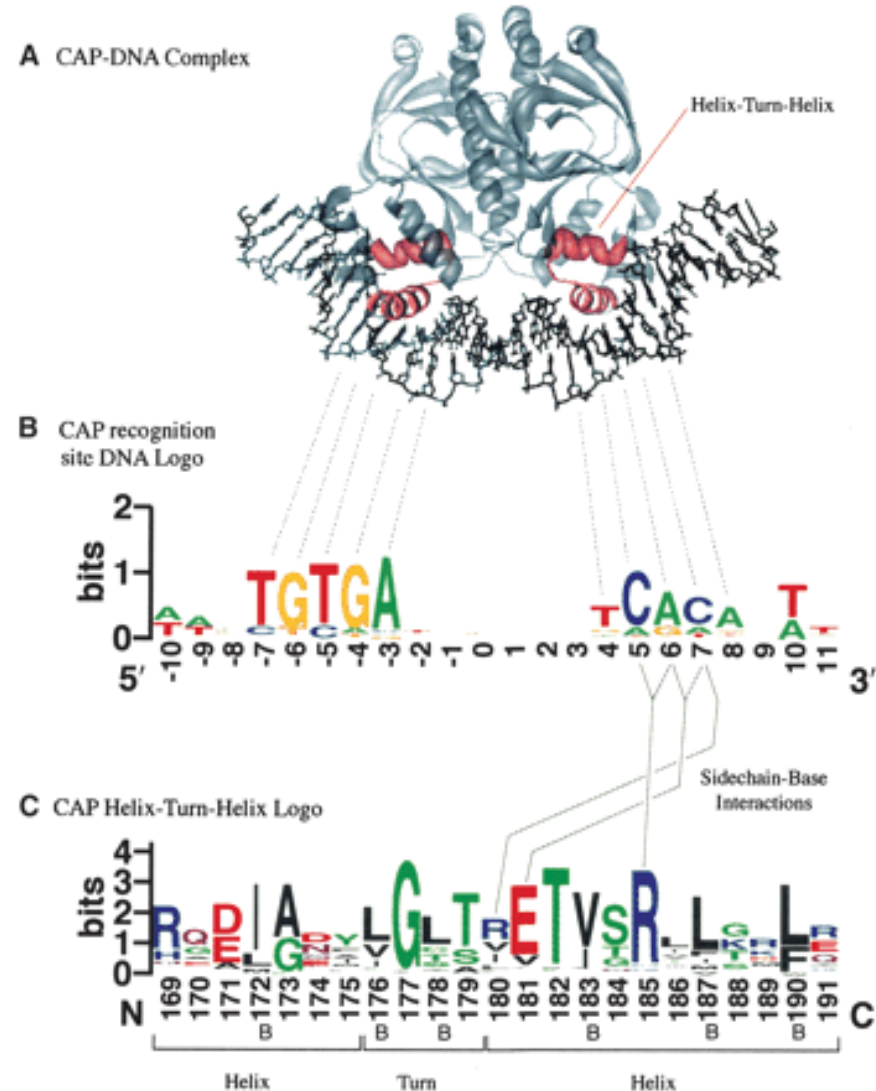 A CAP-DNA Complex
Helix-Turn-Helix
B CAP recognition
site DNA Logo
bits
2
1
0
T G T G A
T C A C A
A A
T T
T
A
-10 -9 -8 -7 -6 -5 -4 -3 -2 -1 0 1 2 3 4 5 6 7 8 9 10 11
5′ 3′
Sidechain-Base
Interactions
C CAP Helix-Turn-Helix Logo
bits
4
3
2
1
0
R Q D I A D Y L G L T R E T V S R L L G R L R
E L G V S
N 169 170 171 172 173 174 175 176 177 178 179 180 181 182 183 184 185 186 187 188 189 190 191 C
B B B B B B
Helix Turn Helix